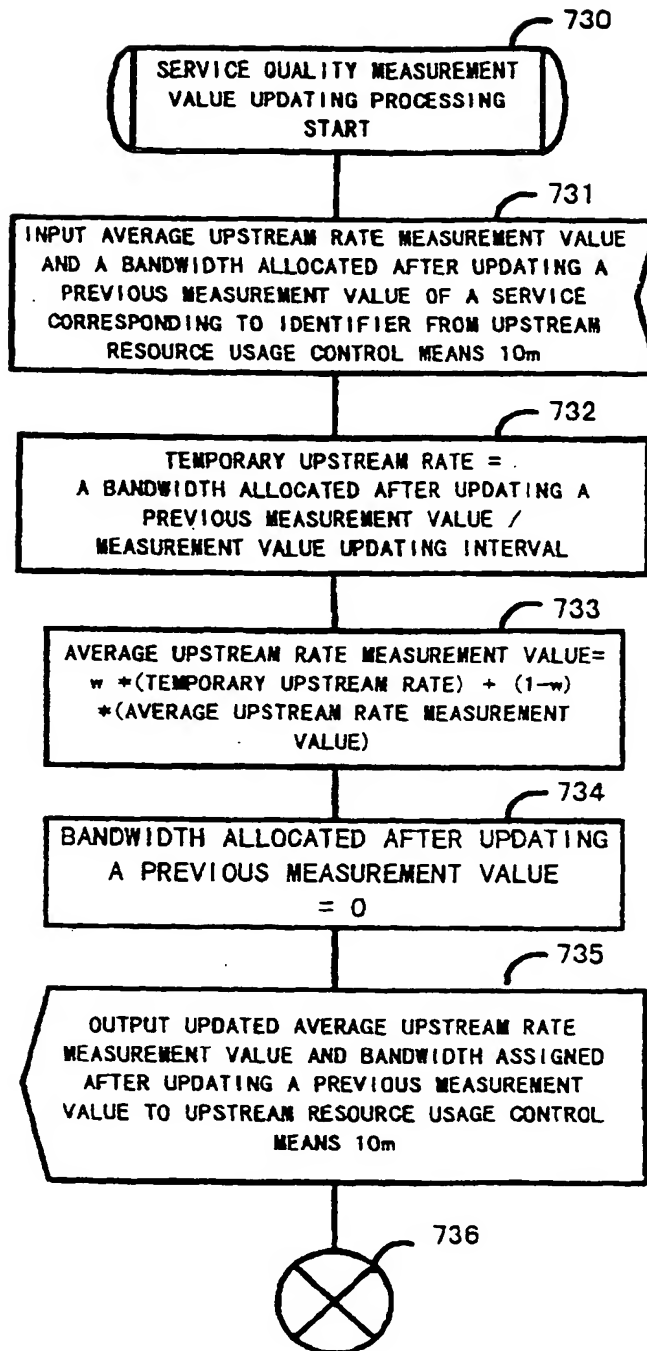 730
SERVICE QUALITY MEASUREMENT
VALUE UPDATING PROCESSING
START
731
INPUT AVERAGE UPSTREAM RATE MEASUREMENT VALUE
AND A BANDWIDTH ALLOCATED AFTER UPDATING A
PREVIOUS MEASUREMENT VALUE OF A SERVICE
CORRESPONDING TO IDENTIFIER FROM UPSTREAM
RESOURCE USAGE CONTROL MEANS 10m
732
TEMPORARY UPSTREAM RATE =
A BANDWIDTH ALLOCATED AFTER UPDATING A
PREVIOUS MEASUREMENT VALUE /
MEASUREMENT VALUE UPDATING INTERVAL
733
AVERAGE UPSTREAM RATE MEASUREMENT VALUE=
w *(TEMPORARY UPSTREAM RATE) + (1-w)
*(AVERAGE UPSTREAM RATE MEASUREMENT
VALUE)
734
BANDWIDTH ALLOCATED AFTER UPDATING
A PREVIOUS MEASUREMENT VALUE
= 0
735
OUTPUT UPDATED AVERAGE UPSTREAM RATE
MEASUREMENT VALUE AND BANDWIDTH ASSIGNED
AFTER UPDATING A PREVIOUS MEASUREMENT
VALUE TO UPSTREAM RESOURCE USAGE CONTROL
MEANS 10m
736